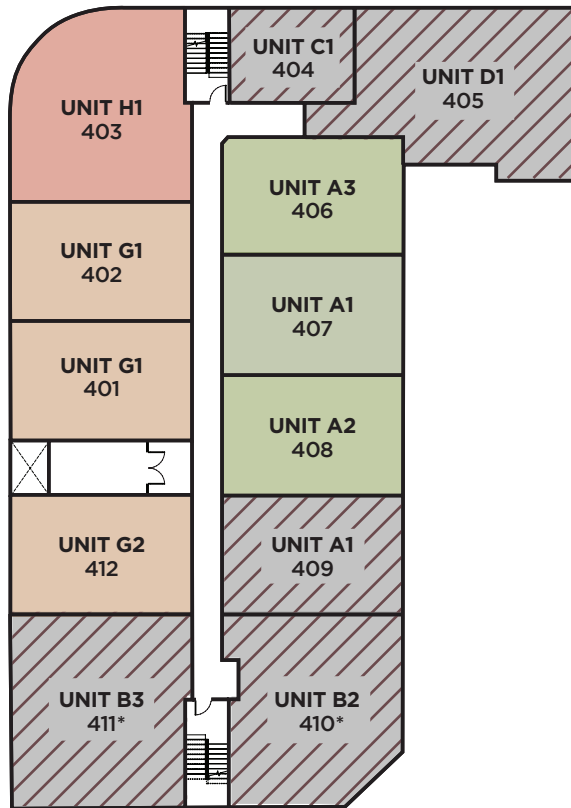 UNIT C1
404
UNIT D1
405
UNIT H1
403
UNIT A3
406
UNIT G1
402
UNIT A1
407
UNIT G1
401
UNIT A2
408
UNIT G2
412
UNIT A1
409
UNIT B3
411*
UNIT B2
410*